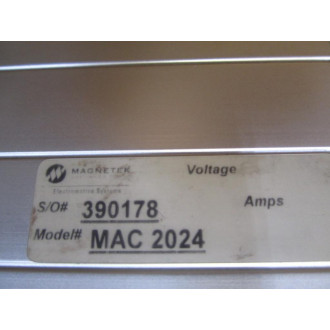 MAGNETEK Voltage
S/O# 390178 Amps
Model# MAC 2024